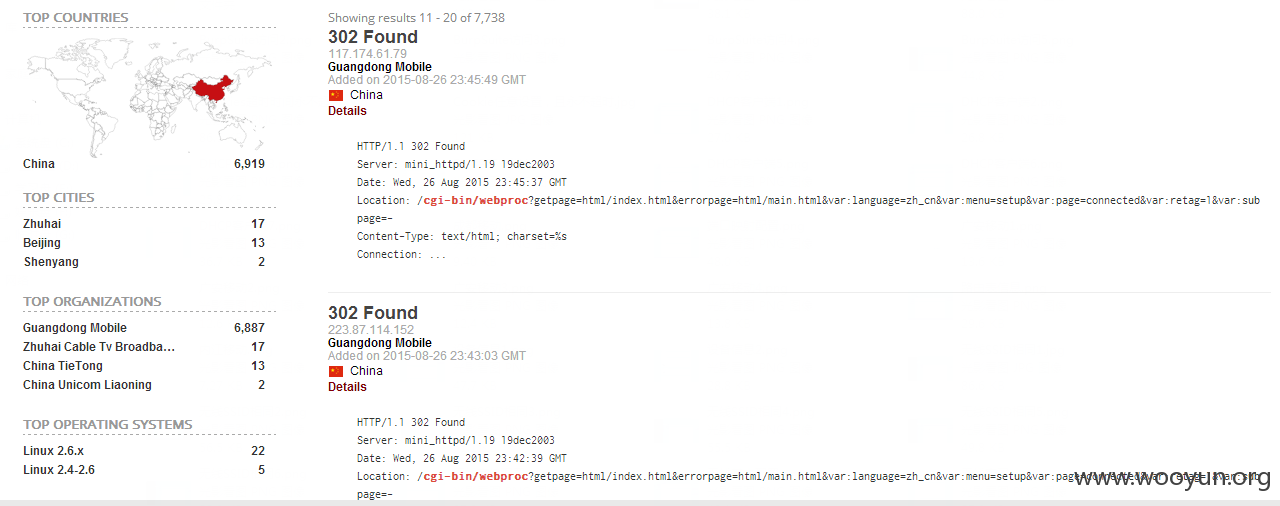 TOP COUNTRIES
China 6,919
TOP CITIES
Zhuhai 17
Beijing 13
Shenyang 2
TOP ORGANIZATIONS
Guangdong Mobile 6,887
Zhuhai Cable Tv Broadba... 17
China TieTong 13
China Unicom Liaoning 2
TOP OPERATING SYSTEMS
Linux 2.6.x 22
Linux 2.4-2.6 5
Showing results 11 - 20 of 7,738
302 Found
117.174.61.79
Guangdong Mobile
Added on 2015-08-26 23:45:49 GMT
China
Details
HTTP/1.1 302 Found
Server: mini_httpd/1.19 19dec2003
Date: Wed, 26 Aug 2015 23:45:37 GMT
Location: /cgi-bin/webproc?getpage=html/index.html&errorpage=html/main.html&var:language=zh_cn&var:menu=setup&var:page=connected&var:retag=1&var:sub
page=-
Content-Type: text/html; charset=%s
Connection: ...
302 Found
223.87.114.152
Guangdong Mobile
Added on 2015-08-26 23:43:03 GMT
China
Details
HTTP/1.1 302 Found
Server: mini_httpd/1.19 19dec2003
Date: Wed, 26 Aug 2015 23:42:39 GMT
Location: /cgi-bin/webproc?getpage=html/index.html&errorpage=html/main.html&var:language=zh_cn&var:menu=setup&var:page=connected&var:retag=1&var:sub
page=-
www.wooyun.org